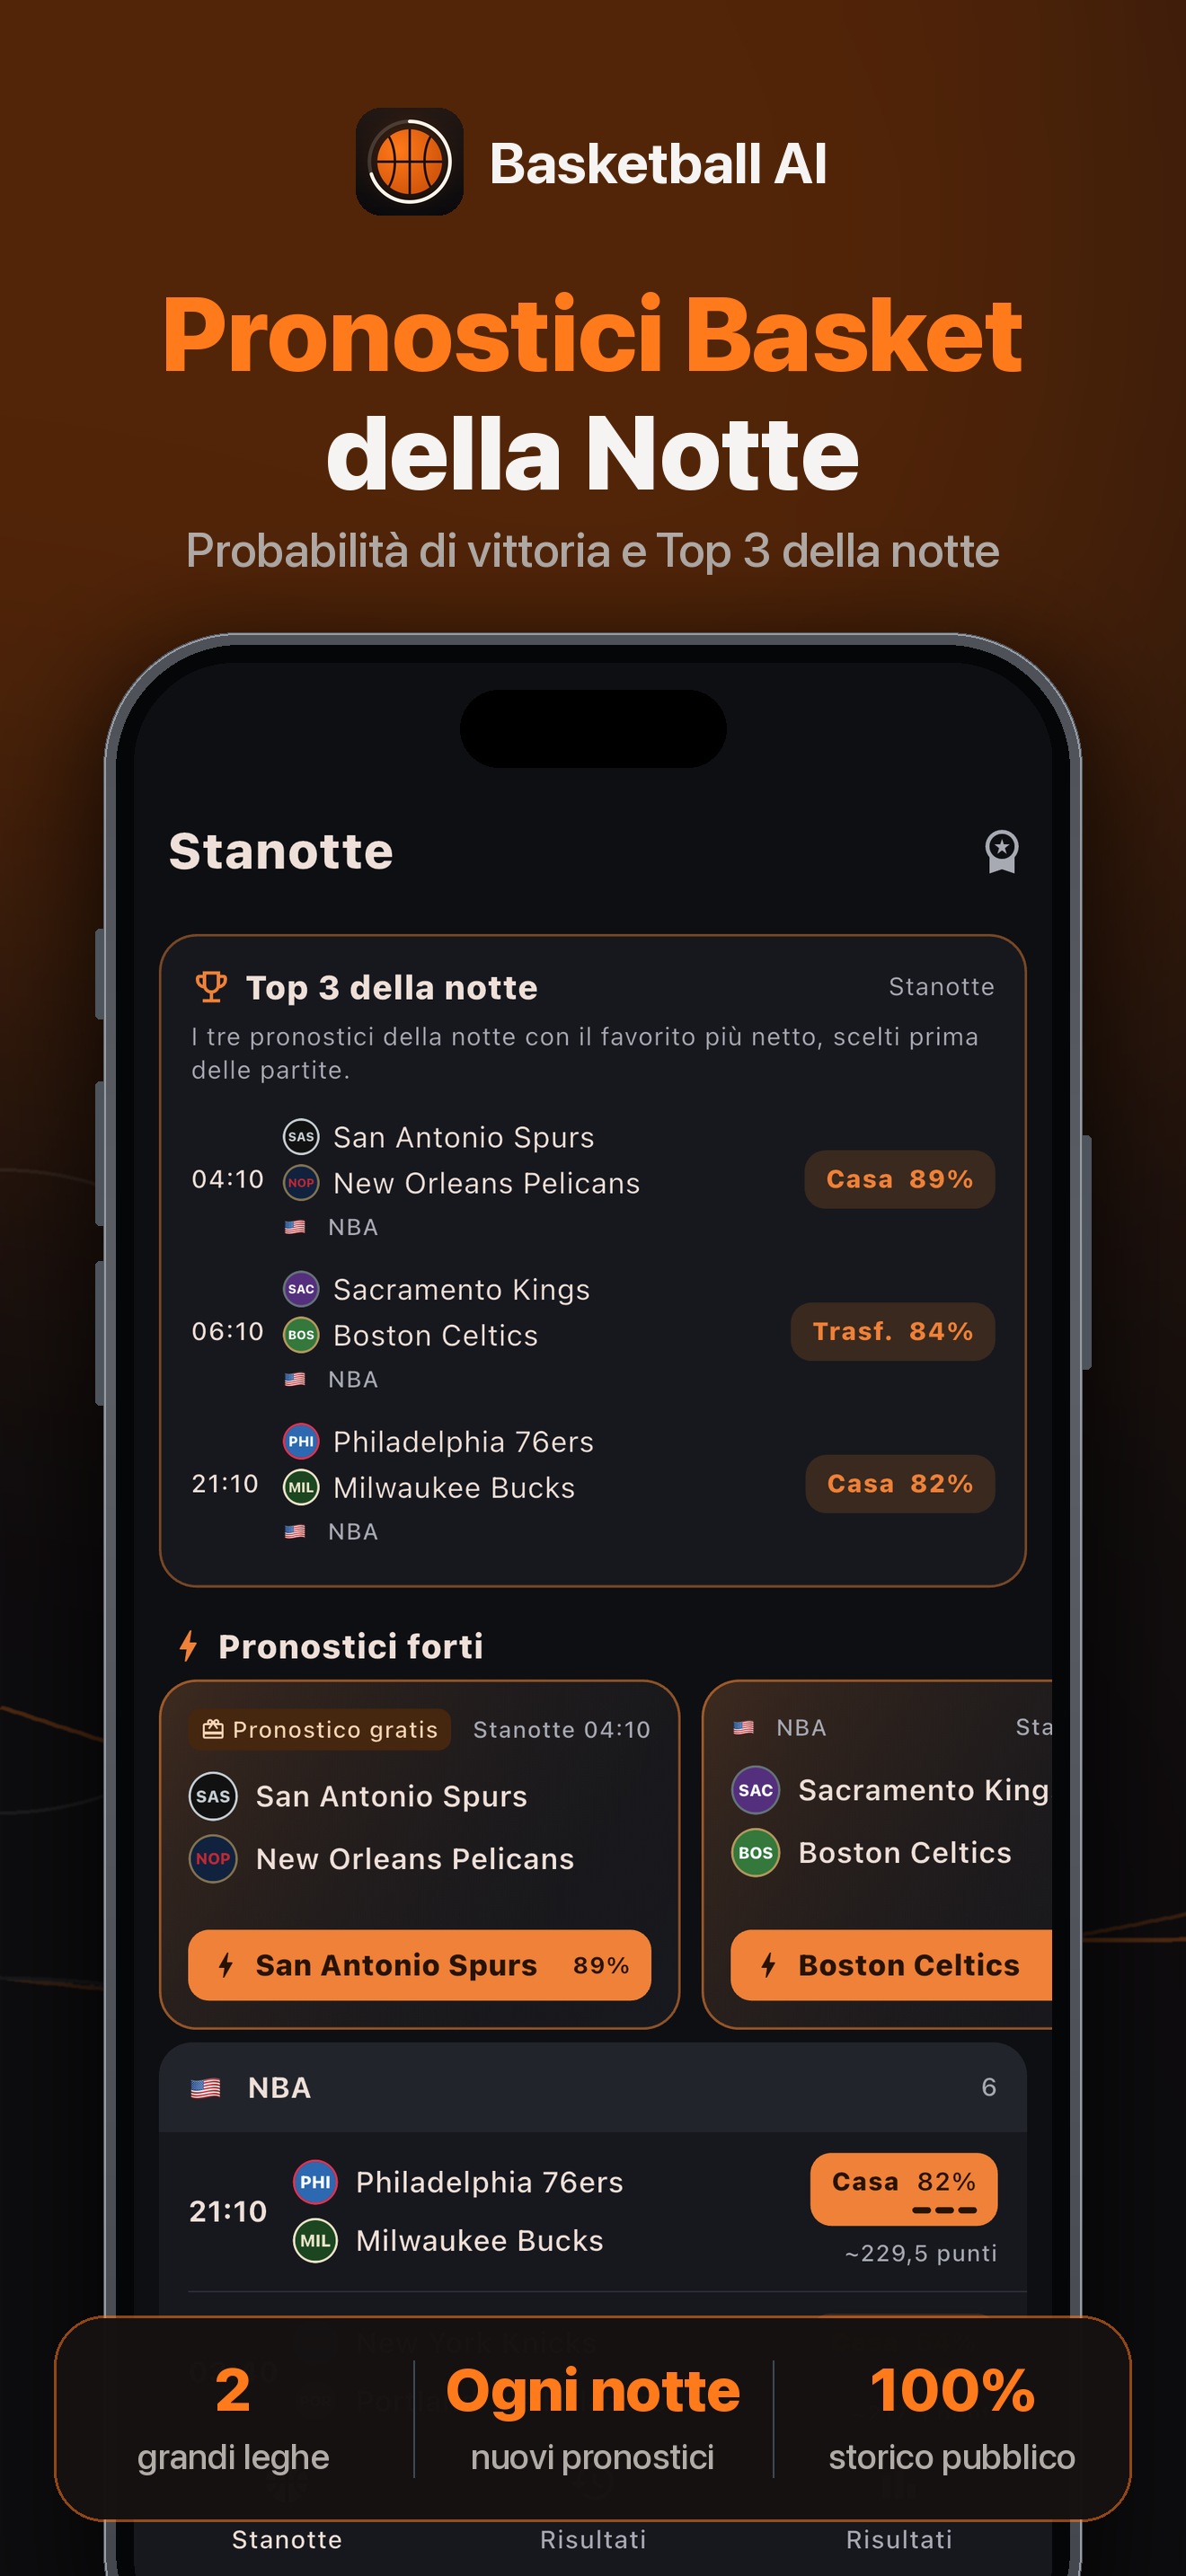 Basketball AI
Pronostici Basket
della Notte
Probabilità di vittoria e Top 3 della notte
Stanotte
Top 3 della notte
Stanotte
I tre pronostici della notte con il favorito più netto, scelti prima
delle partite.
SAS San Antonio Spurs
04:10
NOP New Orleans Pelicans
Casa 89%
NBA
SAC Sacramento Kings
06:10
BOS Boston Celtics
Trasf. 84%
NBA
PHI Philadelphia 76ers
21:10
MIL Milwaukee Bucks
Casa 82%
NBA
Pronostici forti
Pronostico gratis
Stanotte 04:10
SAS San Antonio Spurs
NOP New Orleans Pelicans
San Antonio Spurs 89%
NBA
Sta
SAC Sacramento King
BOS Boston Celtics
Boston Celtics
NBA
6
PHI Philadelphia 76ers
21:10
MIL Milwaukee Bucks
Casa 82%
~229,5 punti
New York Knicks
2
grandi leghe
Ogni notte
nuovi pronostici
100%
storico pubblico
Stanotte
Risultati
Risultati